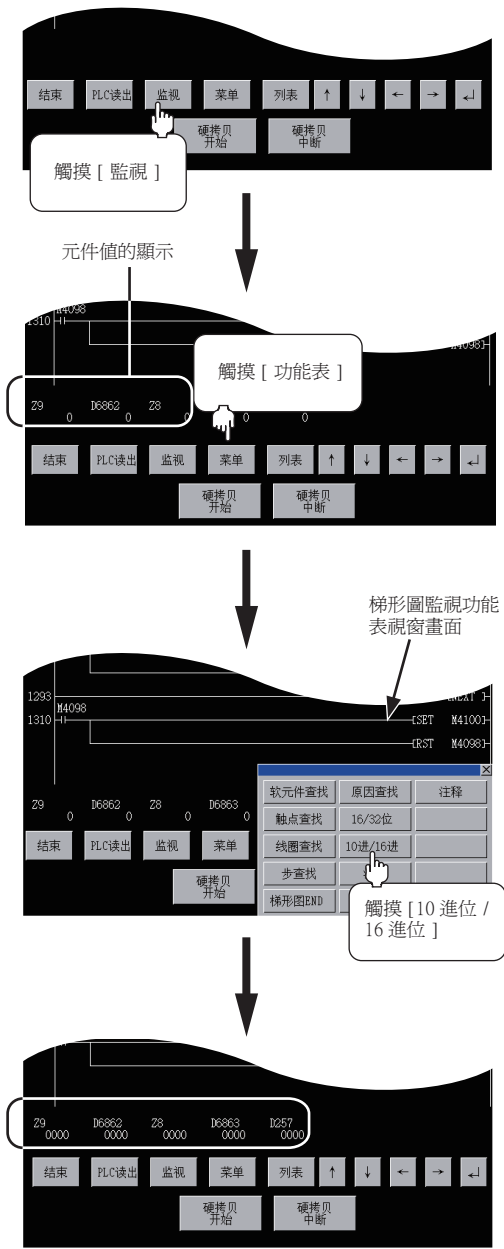 结束 PLC读出 监视 菜单 列表 ↑ ↓ ← → ↵
硬拷贝 硬拷贝
开始 中断
觸摸 [ 監視 ]
元件值的顯示
M4098
1310
M4098]
觸摸 [ 功能表 ]
Z9 D6862 Z8
0 0 0 0 0
结束 PLC读出 监视 菜单 列表 ↑ ↓ ← → ↵
硬拷贝 硬拷贝
开始 中断
梯形圖監視功能
表視窗畫面
1293 [NEXT ]
M4098
1310 [SET M4100]
[RST M4098]
Z9 D6862 Z8 D6863
0 0 0 0
软元件查找 原因查找 注释
触点查找 16/32位
线圈查找 10进/16进
步查找
梯形图END
结束 PLC读出 监视 菜单
硬拷贝
开始
觸摸 [10 進位 /
16 進位 ]
Z9 D6862 Z8 D6863 D257
0000 0000 0000 0000 0000
结束 PLC读出 监视 菜单 列表 ↑ ↓ ← → ↵
硬拷贝 硬拷贝
开始 中断